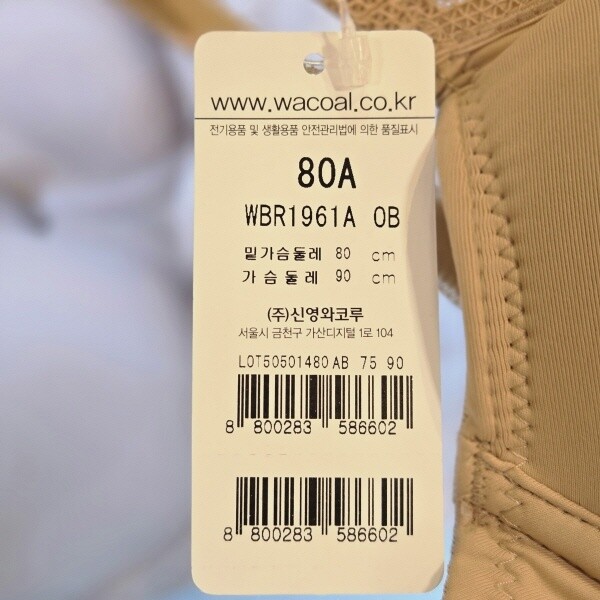 www.wacoal.co.kr
전기용품 및 생활용품 안전관리법에 의한 품질표시
80A
WBR1961A OB
밑가슴둘레 80 cm
가슴둘레 90 cm
(주)신영와코루
서울시 금천구 가산디지털 1로 104
LOT50501480 AB 75 90
8 800283 586602
8 800283 586602